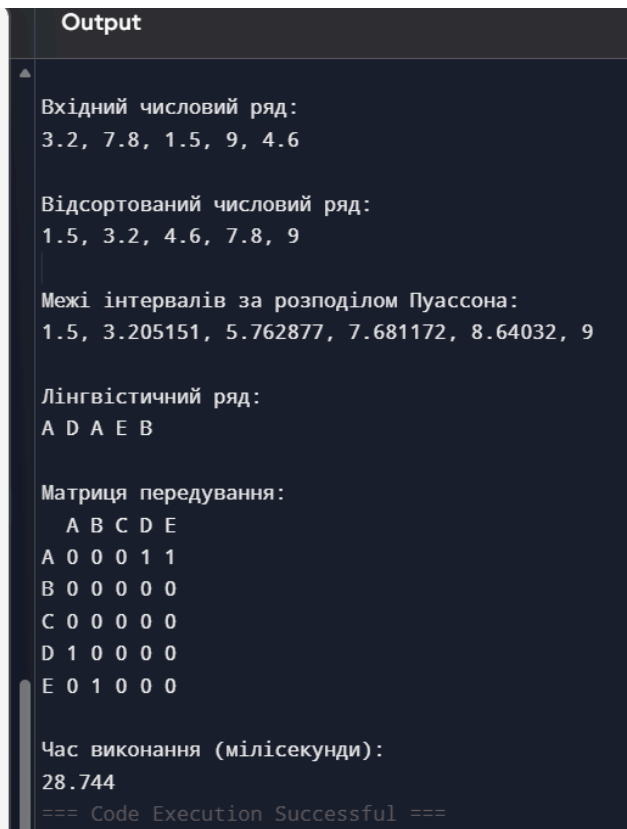 Output
Вхідний числовий ряд:
3.2, 7.8, 1.5, 9, 4.6
Відсортований числовий ряд:
1.5, 3.2, 4.6, 7.8, 9
Межі інтервалів за розподілом Пуассона:
1.5, 3.205151, 5.762877, 7.681172, 8.64032, 9
Лінгвістичний ряд:
A D A E B
Матриця передування:
A B C D E
A 0 0 0 1 1
B 0 0 0 0 0
C 0 0 0 0 0
D 1 0 0 0 0
E 0 1 0 0 0
Час виконання (мілісекунди):
28.744
=== Code Execution Successful ===